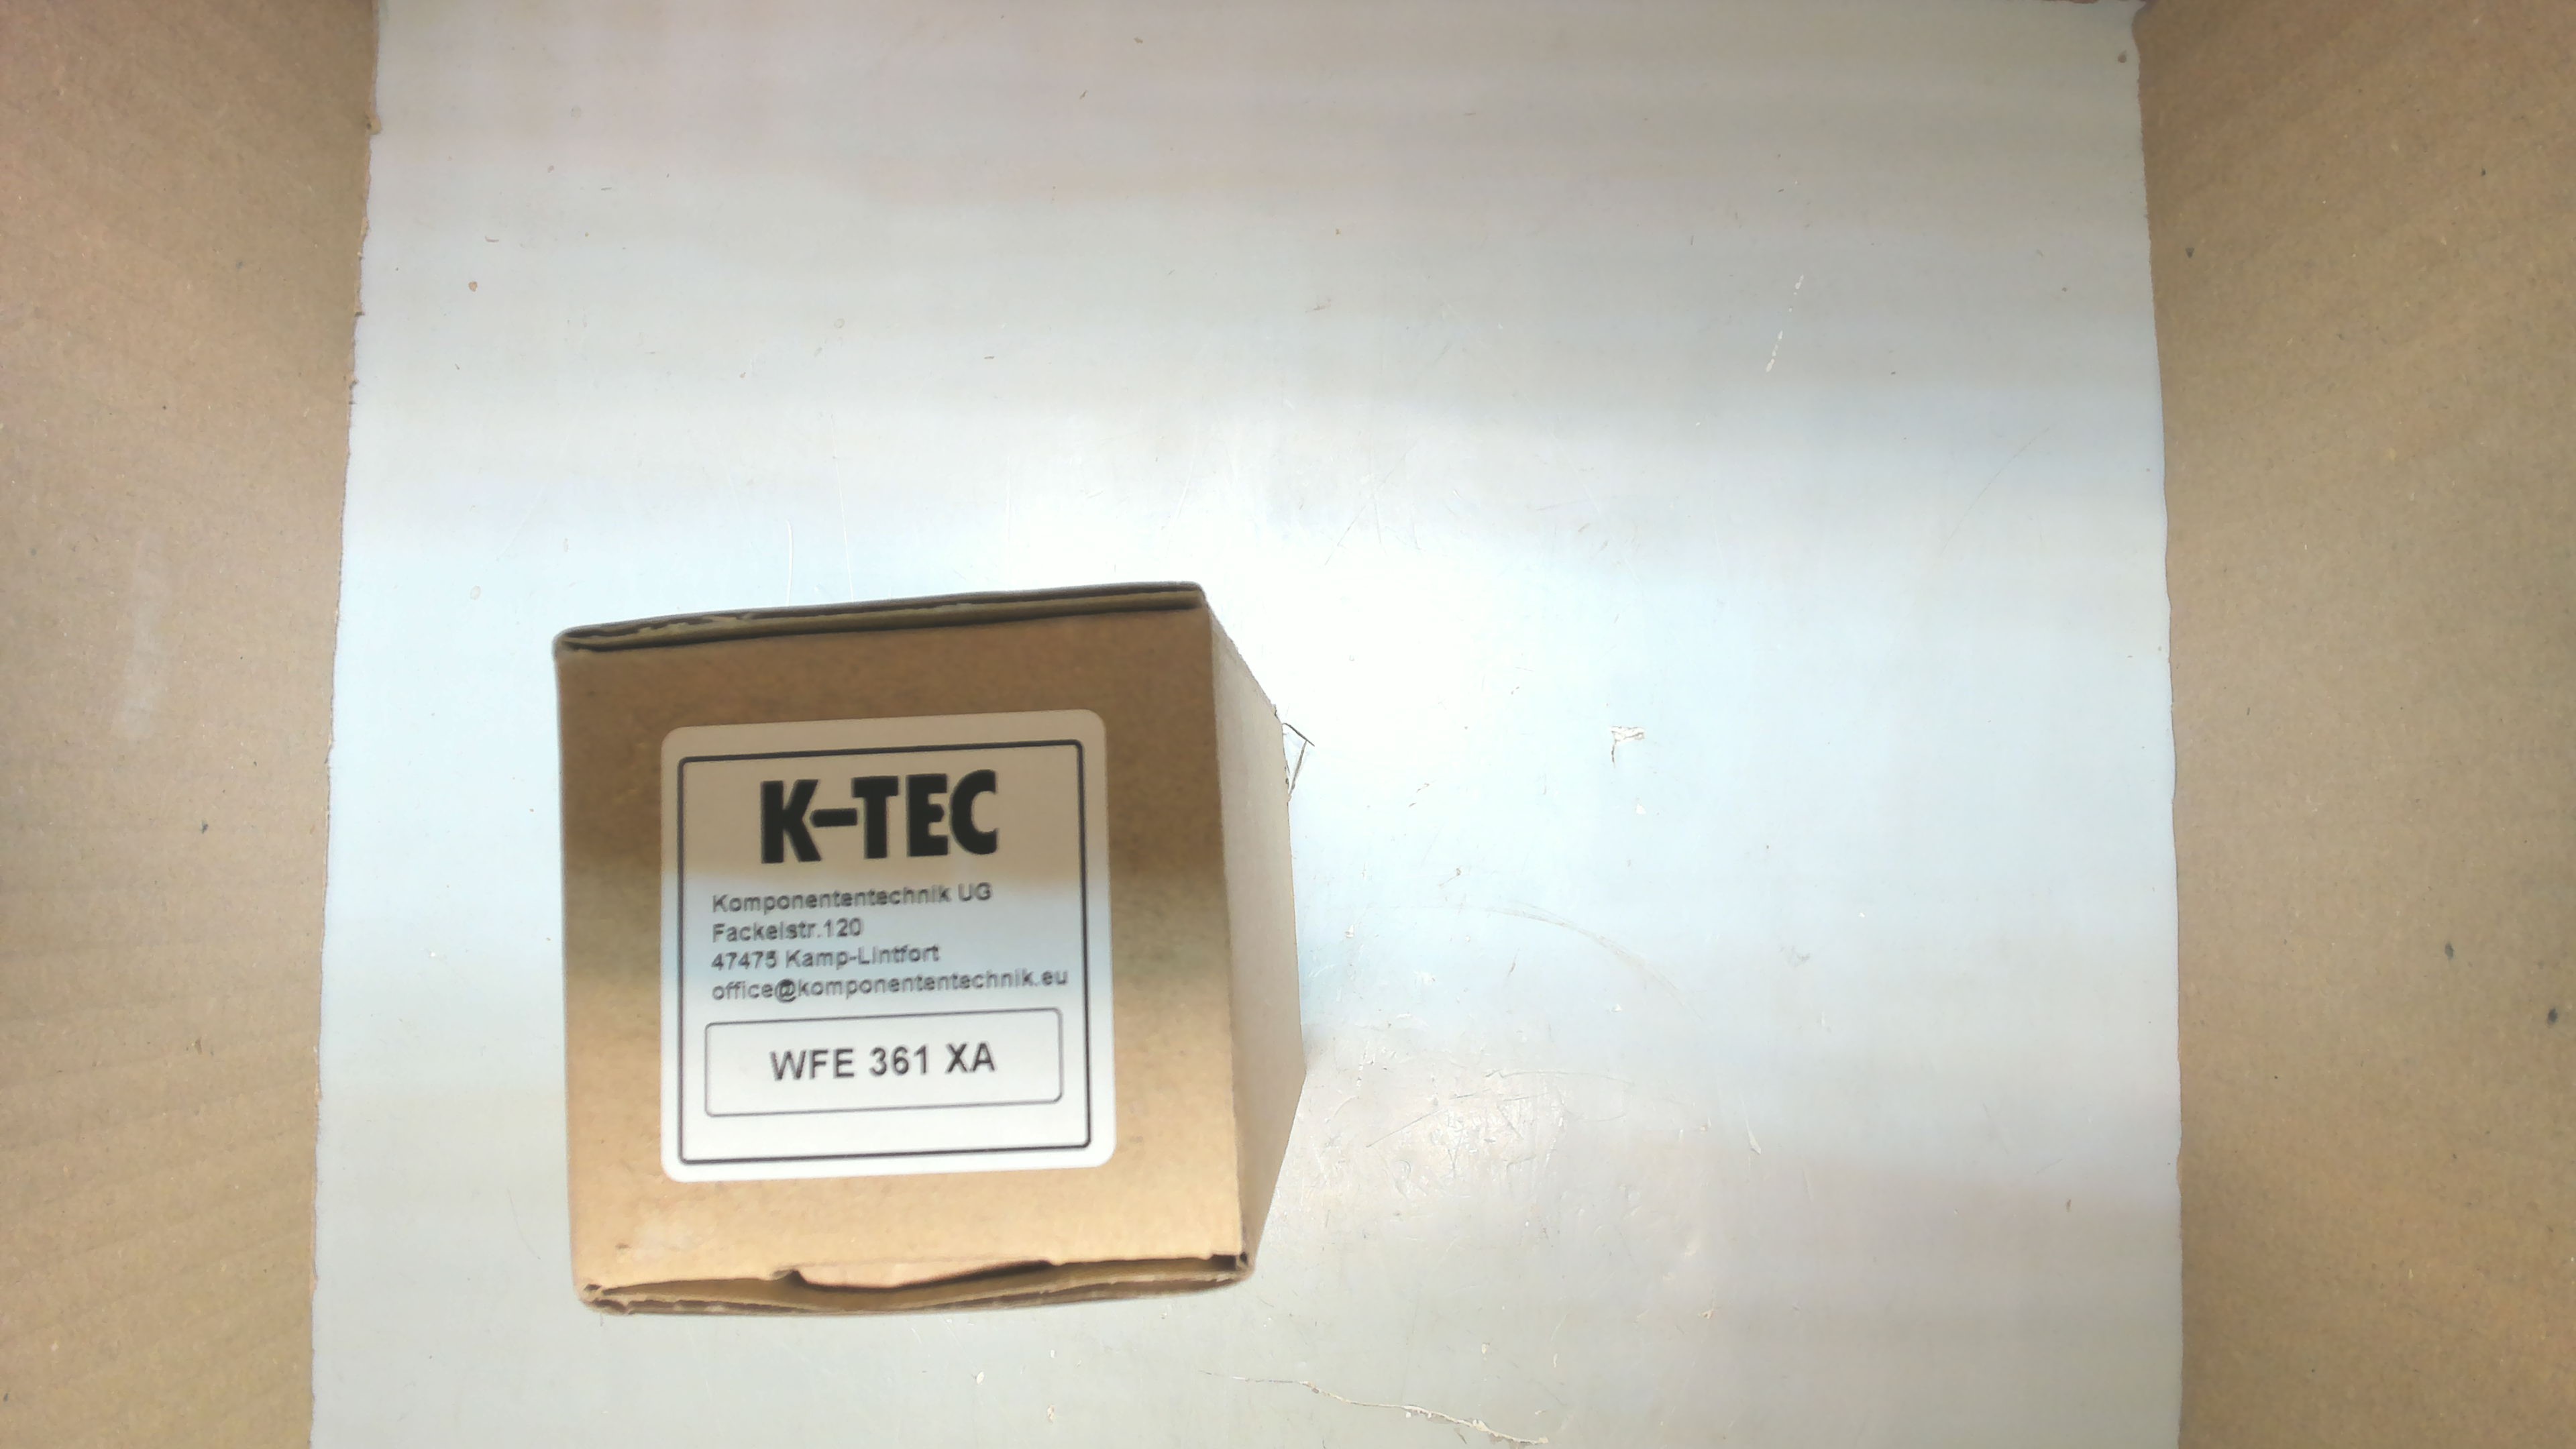 K-TEC
Komponententechnik UG
Fackelstr.120
47475 Kamp-Lintfort
office@komponententechnik.eu
WFE 361 XA